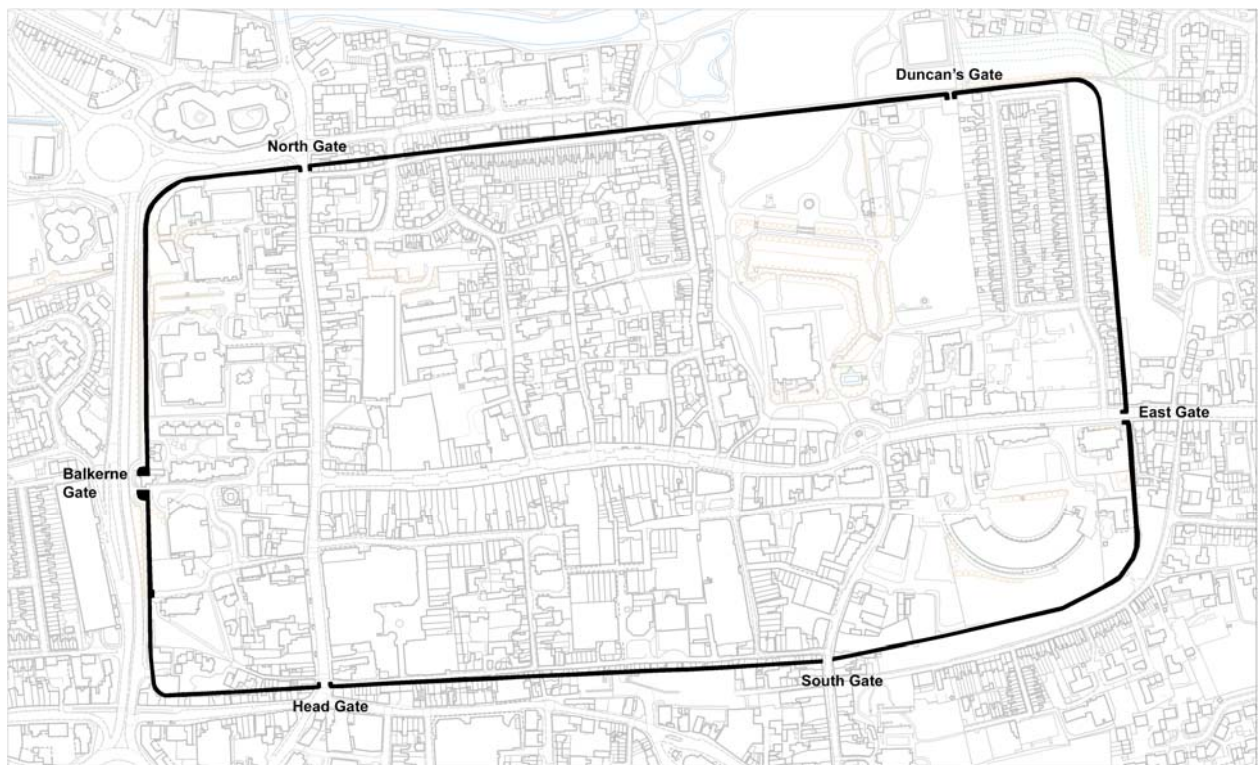 Duncan's Gate
North Gate
East Gate
Balkerne
Gate
South Gate
Head Gate